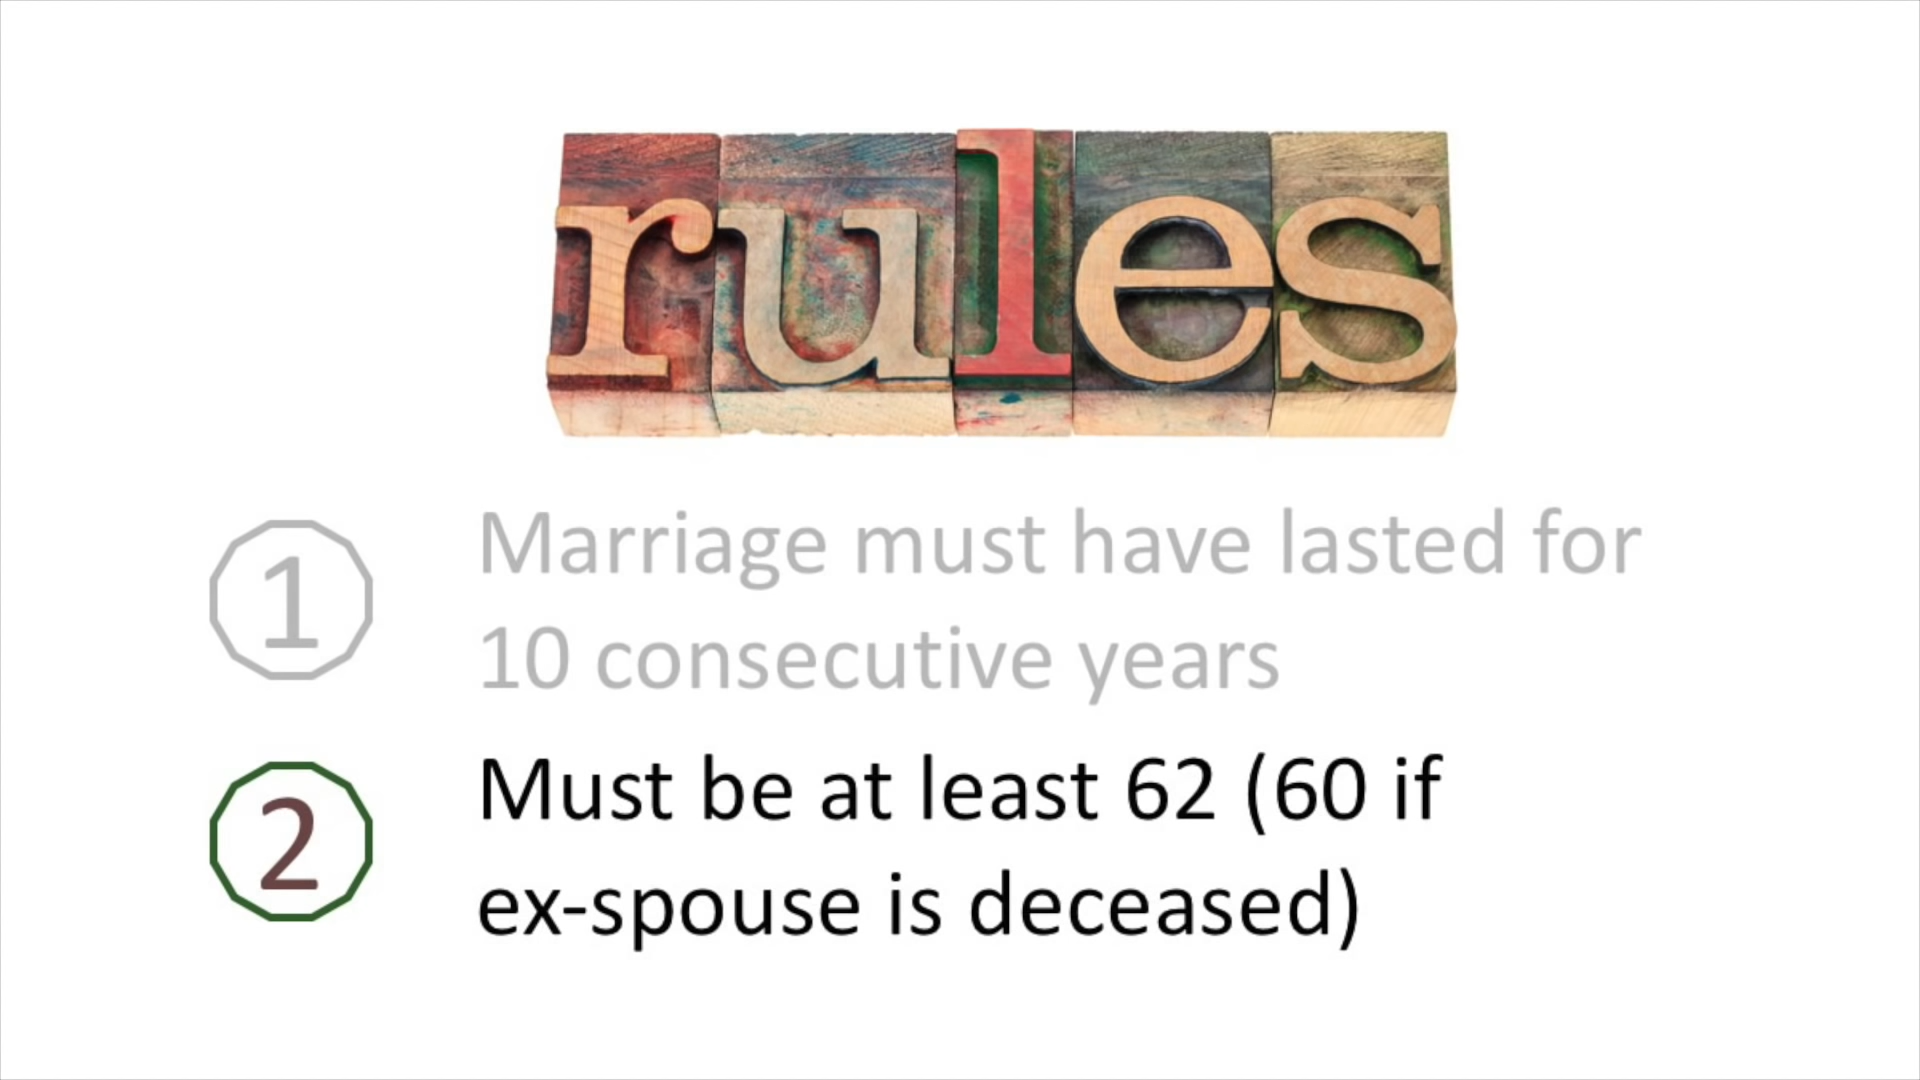 rules
1
Marriage must have lasted for
10 consecutive years
2
Must be at least 62 (60 if
ex-spouse is deceased)